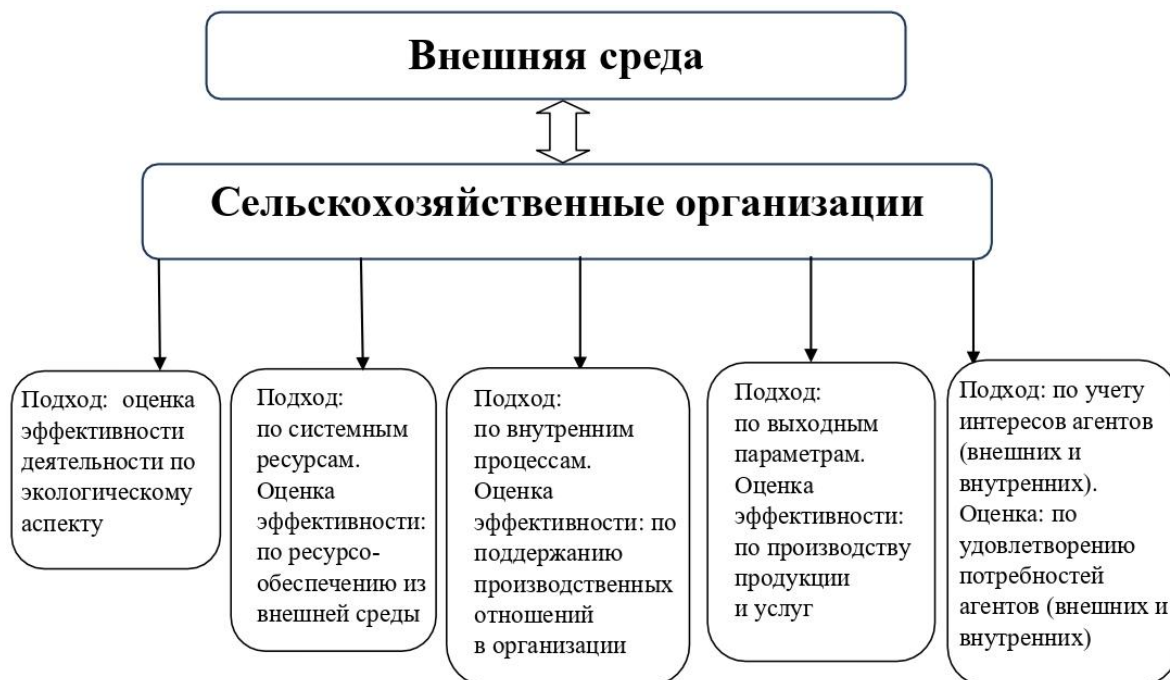 Внешняя среда
Сельскохозяйственные организации
Подход: оценка
эффективности
деятельности по
экологическому
аспекту
Подход:
по системным
ресурсам.
Оценка
эффективности:
по ресурсо-
обеспечению из
внешней среды
Подход:
по внутренним
процессам.
Оценка
эффективности: по
поддержанию
производственных
отношений
в организации
Подход:
по выходным
параметрам.
Оценка
эффективности:
по производству
продукции
и услуг
Подход: по учету
интересов агентов
(внешних и
внутренних).
Оценка: по
удовлетворению
потребностей
агентов (внешних и
внутренних)